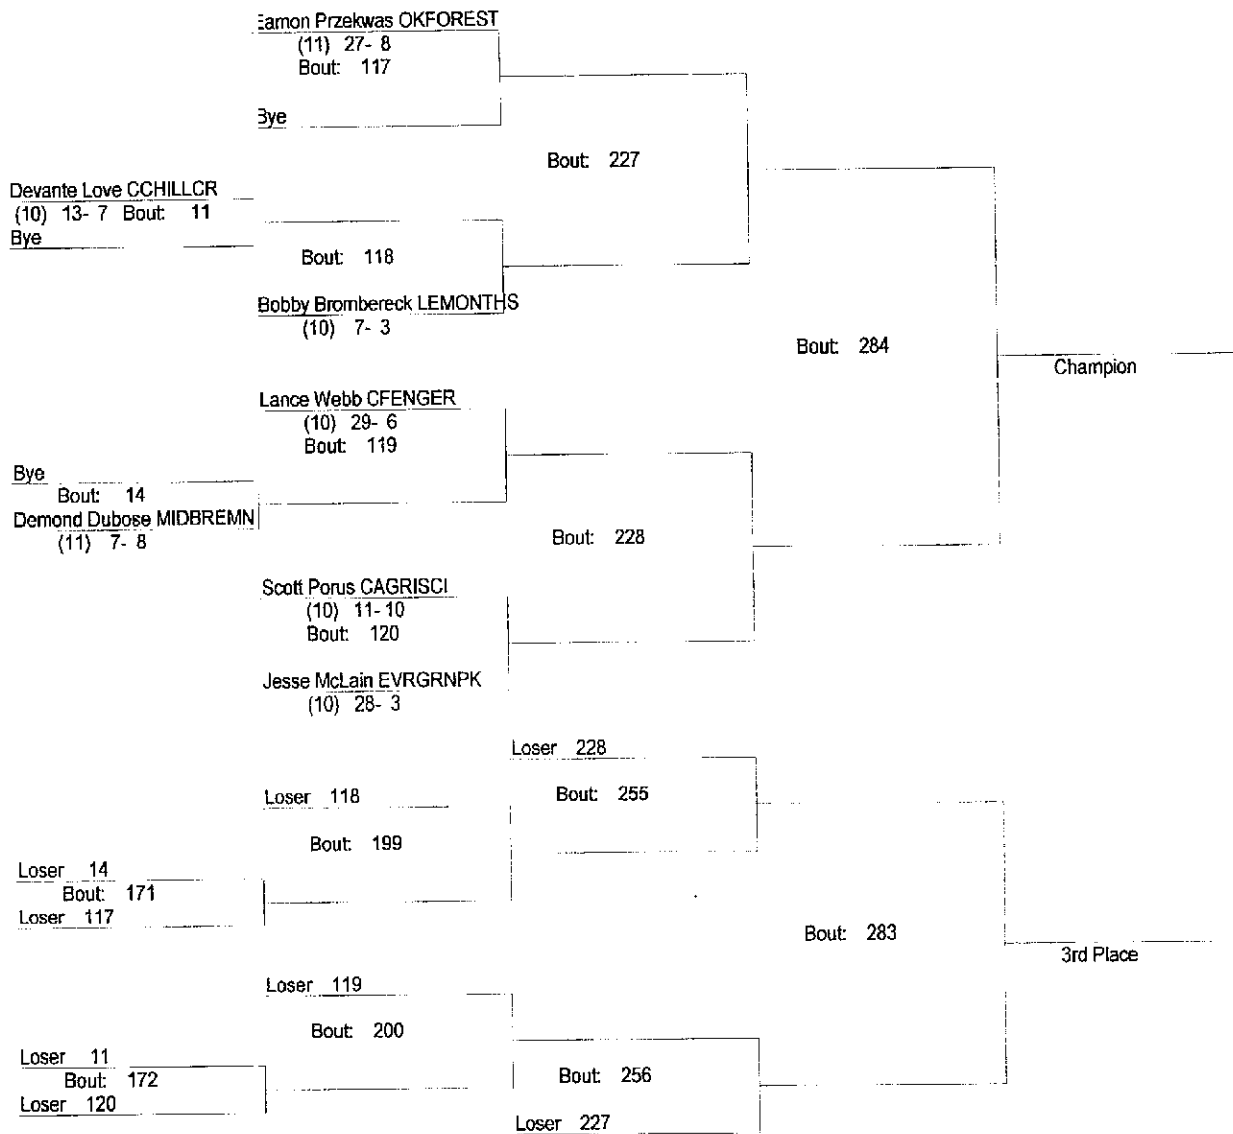 Eamon Przekwas OKFOREST
(11) 27- 8
Bout: 117
Bye
Bout: 227
Devante Love CCHILLCR
(10) 13- 7 Bout: 11
Bye
Bout: 118
Bobby Brombereck LEMONTHS
(10) 7- 3
Bout: 284
Champion
Lance Webb CFENGER
(10) 29- 6
Bout: 119
Bye
Bout: 14
Demond Dubose MIDBREMN
(11) 7- 8
Bout: 228
Scott Porus CAGRISCI
(10) 11- 10
Bout: 120
Jesse McLain EVRGRNPK
(10) 28- 3
Loser 228
Bout: 255
Loser 118
Bout: 199
Loser 14
Bout: 171
Loser 117
Bout: 283
3rd Place
Loser 119
Bout: 200
Loser 11
Bout: 172
Loser 120
Bout: 256
Loser 227